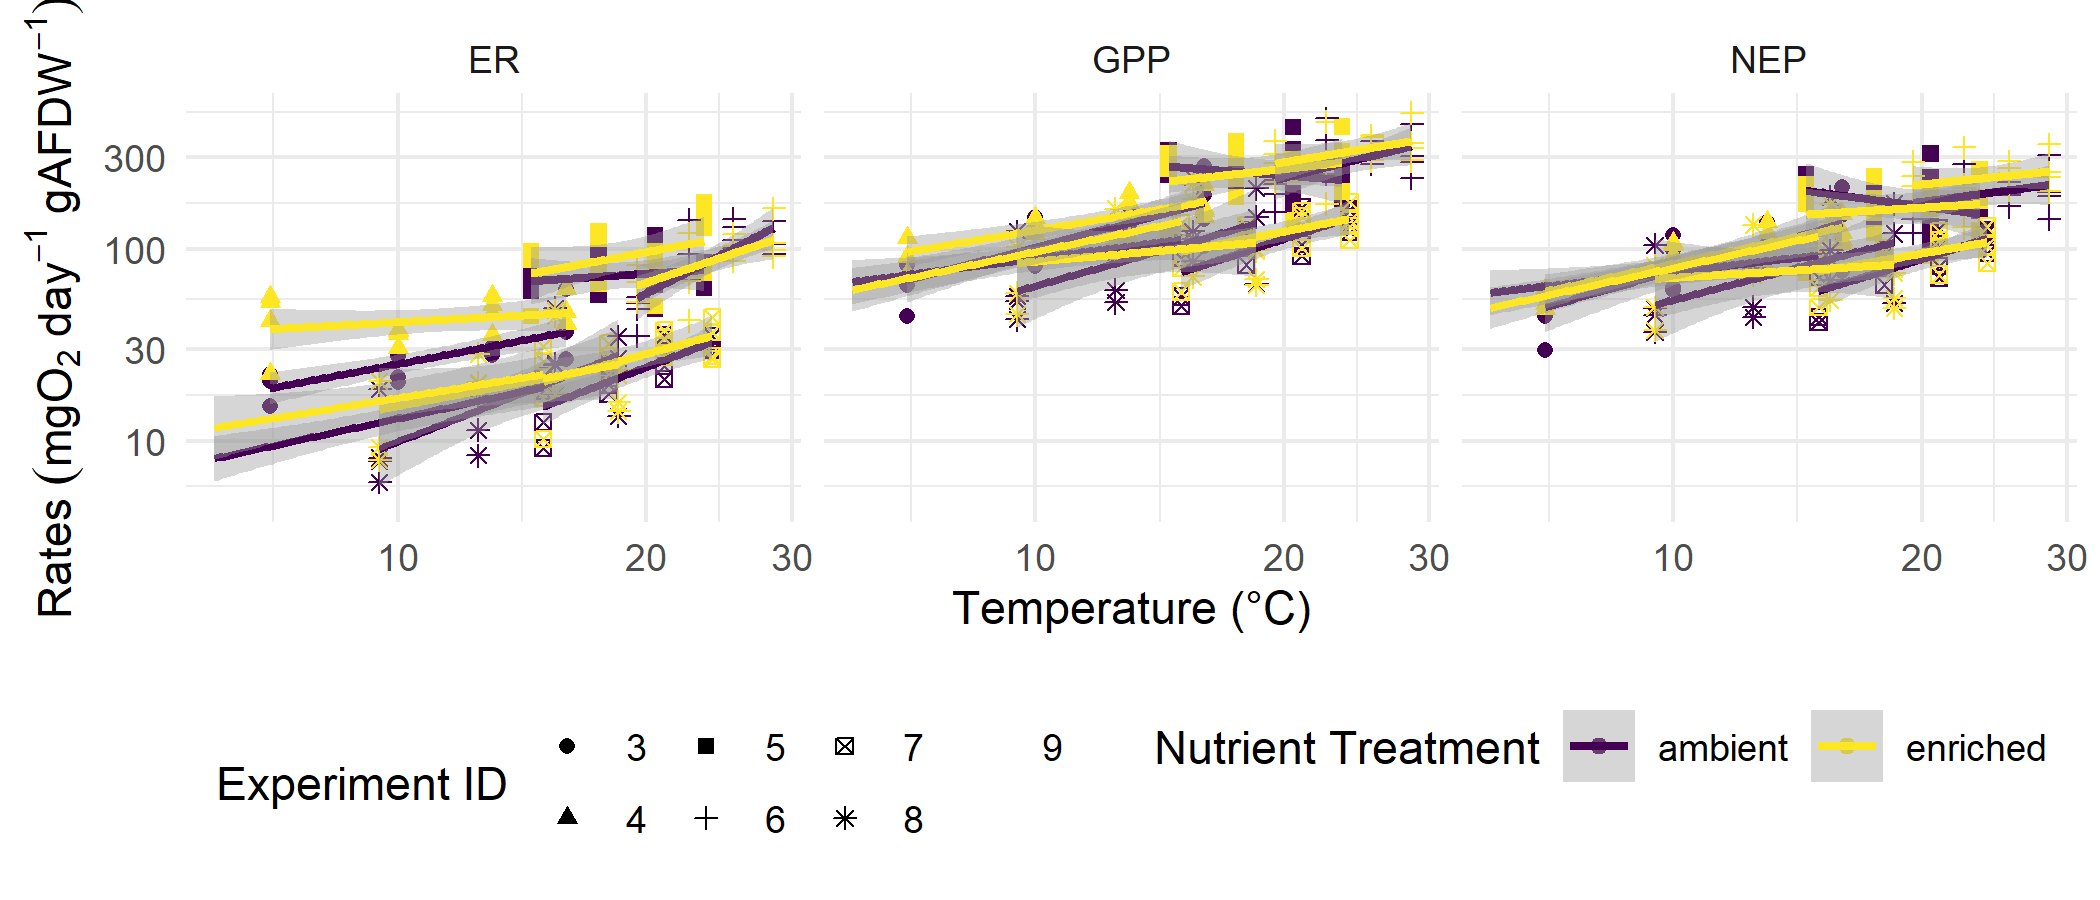 ER GPP NEP
Rates (mgO₂ day⁻¹ gAFDW⁻¹)
300
100
30
10
10 20 30 10 20 30 10 20 30
Temperature (°C)
Experiment ID
3 5 7 9
4 6 8
Nutrient Treatment ambient enriched